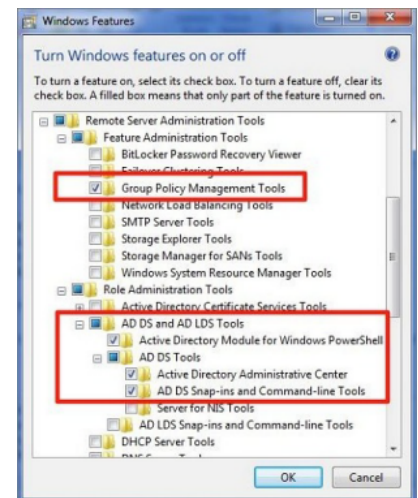 Windows Features
Turn Windows features on or off
To turn a feature on, select its check box. To turn a feature off, clear its
check box. A filled box means that only part of the feature is turned on.
Remote Server Administration Tools
Feature Administration Tools
BitLocker Password Recovery Viewer
Failover Clustering Tools
Group Policy Management Tools
Network Load Balancing Tools
SMTP Server Tools
Storage Explorer Tools
Storage Manager for SANs Tools
Windows System Resource Manager Tools
Role Administration Tools
Active Directory Certificate Services Tools
AD DS and AD LDS Tools
Active Directory Module for Windows PowerShell
AD DS Tools
Active Directory Administrative Center
AD DS Snap-ins and Command-line Tools
Server for NIS Tools
AD LDS Snap-ins and Command-line Tools
DHCP Server Tools
OK Cancel